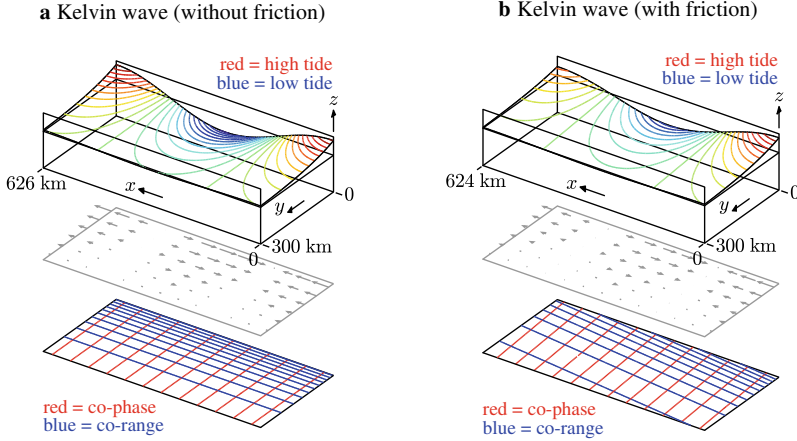 a Kelvin wave (without friction)
red = high tide
blue = low tide
z
626 km
x
y
0
300 km
0
red = co-phase
blue = co-range
b Kelvin wave (with friction)
red = high tide
blue = low tide
z
624 km
x
y
0
300 km
0
red = co-phase
blue = co-range